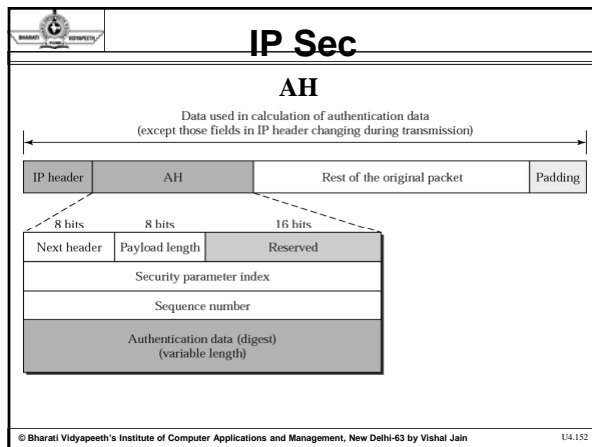 BHARATI VIDYAPEETH
PUNE
IP Sec
AH
Data used in calculation of authentication data
(except those fields in IP header changing during transmission)
IP header AH Rest of the original packet Padding
8 bits 8 bits 16 bits
Next header Payload length Reserved
Security parameter index
Sequence number
Authentication data (digest)
(variable length)
© Bharati Vidyapeeth's Institute of Computer Applications and Management, New Delhi-63 by Vishal Jain U4.152